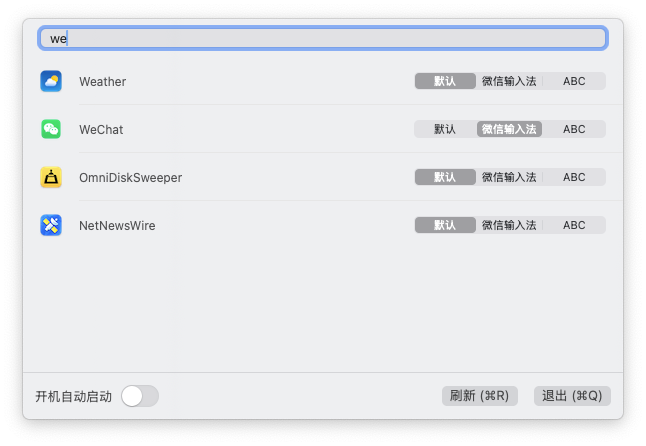 we
Weather 默认 微信输入法 ABC
WeChat 默认 微信输入法 ABC
OmniDiskSweeper 默认 微信输入法 ABC
NetNewsWire 默认 微信输入法 ABC
开机自动启动 刷新 (⌘R) 退出 (⌘Q)